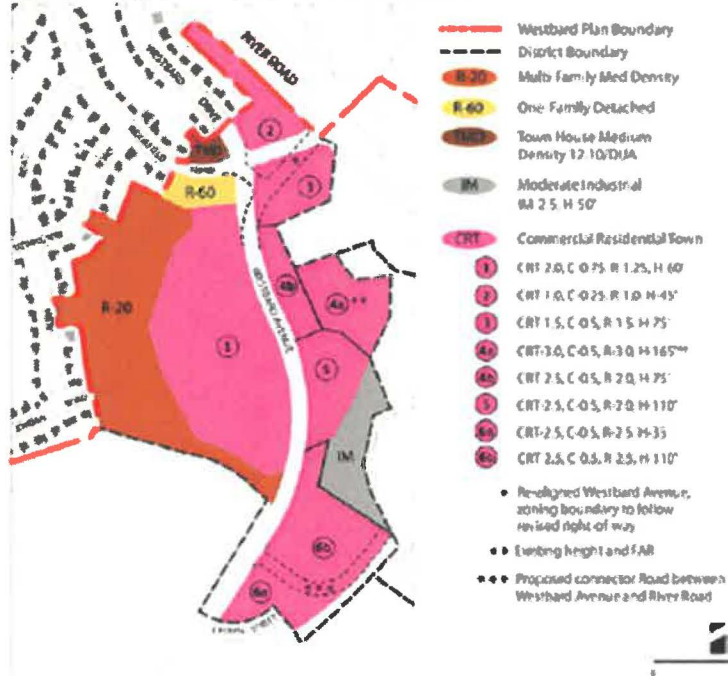 RIVER ROAD
WESTBARD
DRIVE
RIDGEFIELD
ROAD
2
TMD
R-60
3
WESTBARD AVENUE
4b
4a**
R-20
1
5
IM
6b
6a
Westbard Plan Boundary
District Boundary
R-20 Multi Family Med Density
R-60 One Family Detached
Town House Medium
Density 12.10/DUA
IM Moderate Industrial
IM 2.5, H 50'
CRT Commercial Residential Town
1 CRT 2.0, C 0.75, R 1.25, H 60'
2 CRT 1.0, C 0.25, R 1.0, H-45'
3 CRT 1.5, C 0.5, R 1.5, H 75'
4a CRT-3.0, C-0.5, R-3.0, H-165'**
4b CRT 2.5, C 0.5, R 2.0, H 75'
5 CRT-2.5, C-0.5, R-2.0, H-110'
6a CRT-2.5, C-0.5, R-2.5, H-35
CRT 2.5, C 0.5, R 2.5, H-110'
* Re-aligned Westbard Avenue,
zoning boundary to follow
revised right of way
** Existing height and FAR
*** Proposed connector Road between
Westbard Avenue and River Road